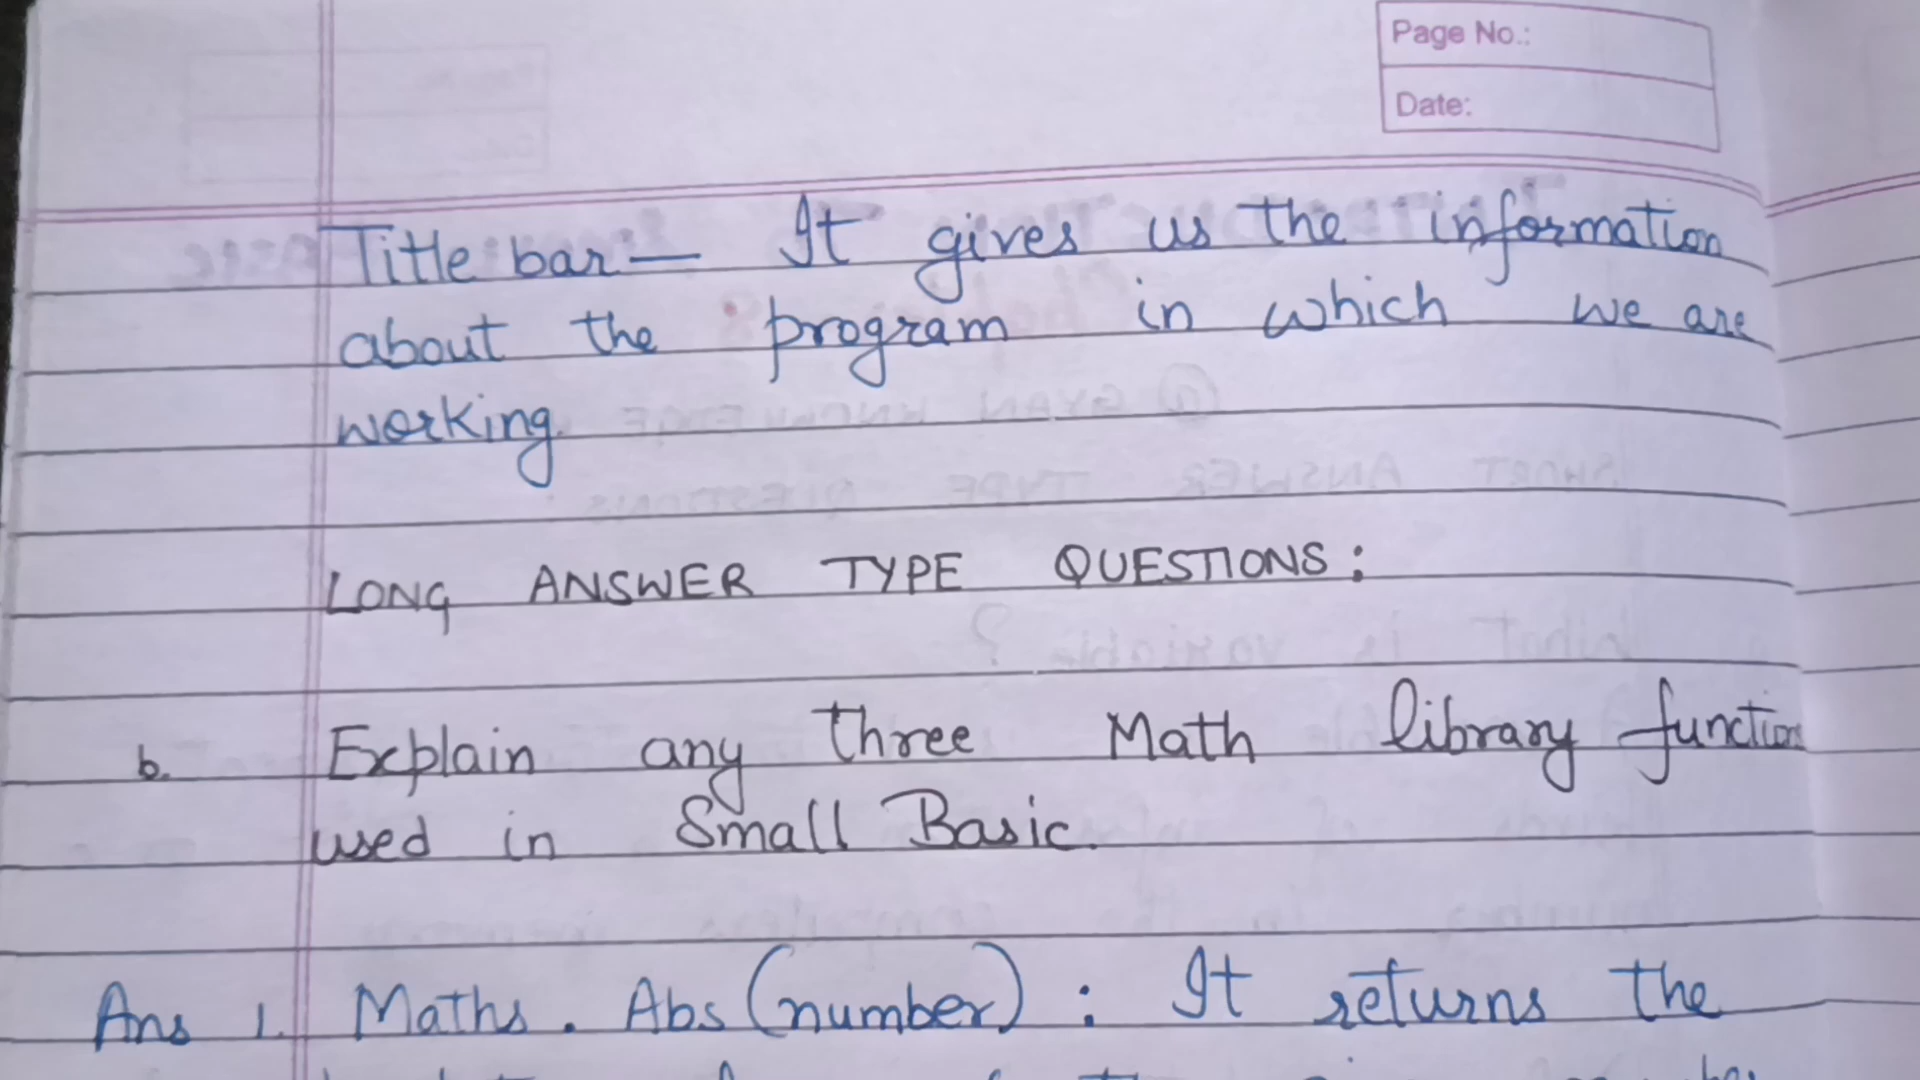 Page No.:
Date:
Title bar — It gives us the information
about the program in which we are
working.
LONG ANSWER TYPE QUESTIONS :
b. Explain any three Math library function
used in Small Basic.
Ans 1. Maths . Abs (number) : It returns the